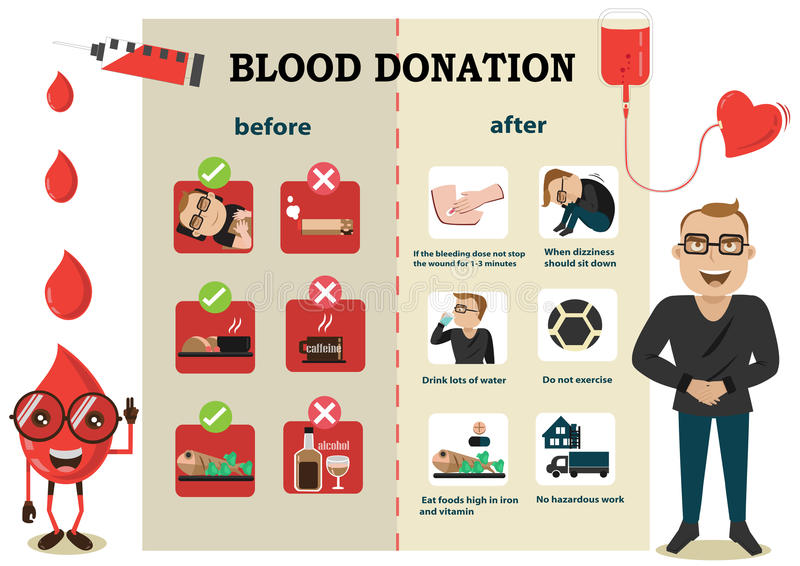 BLOOD DONATION
before
after
caffeine
alcohol
If the bleeding dose not stop
the wound for 1-3 minutes
When dizziness
should sit down
Drink lots of water
Do not exercise
Eat foods high in iron
and vitamin
No hazardous work
dreamstime